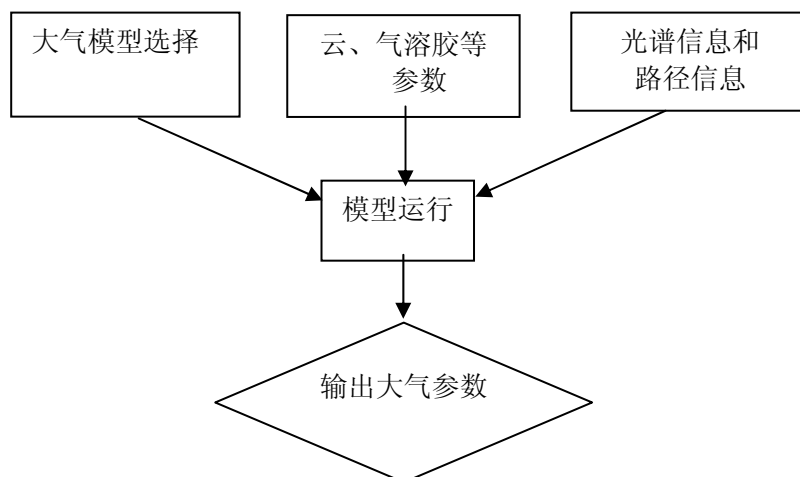 大气模型选择
云、气溶胶等
参数
光谱信息和
路径信息
模型运行
输出大气参数